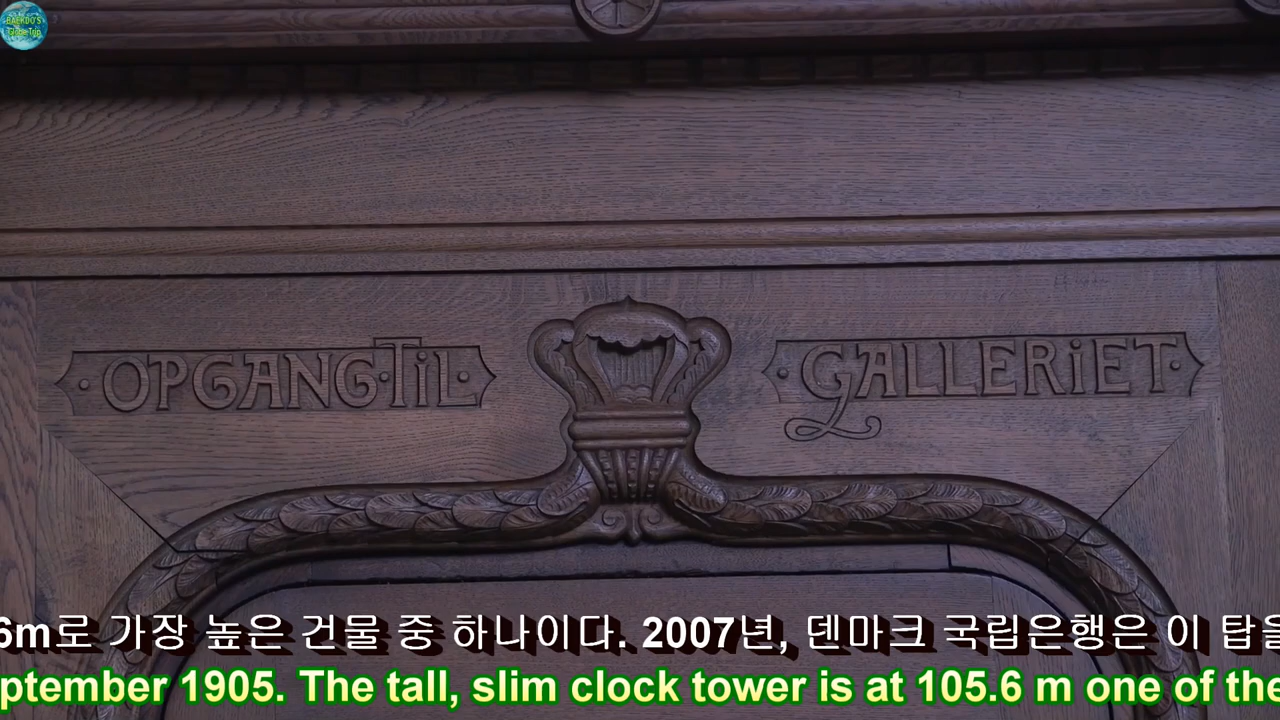 BAEKDO'S
GlobeTrip
OPGANG·TiL
GALLERiET
6m로 가장 높은 건물 중 하나이다. 2007년, 덴마크 국립은행은 이 탑을
ptember 1905. The tall, slim clock tower is at 105.6 m one of the